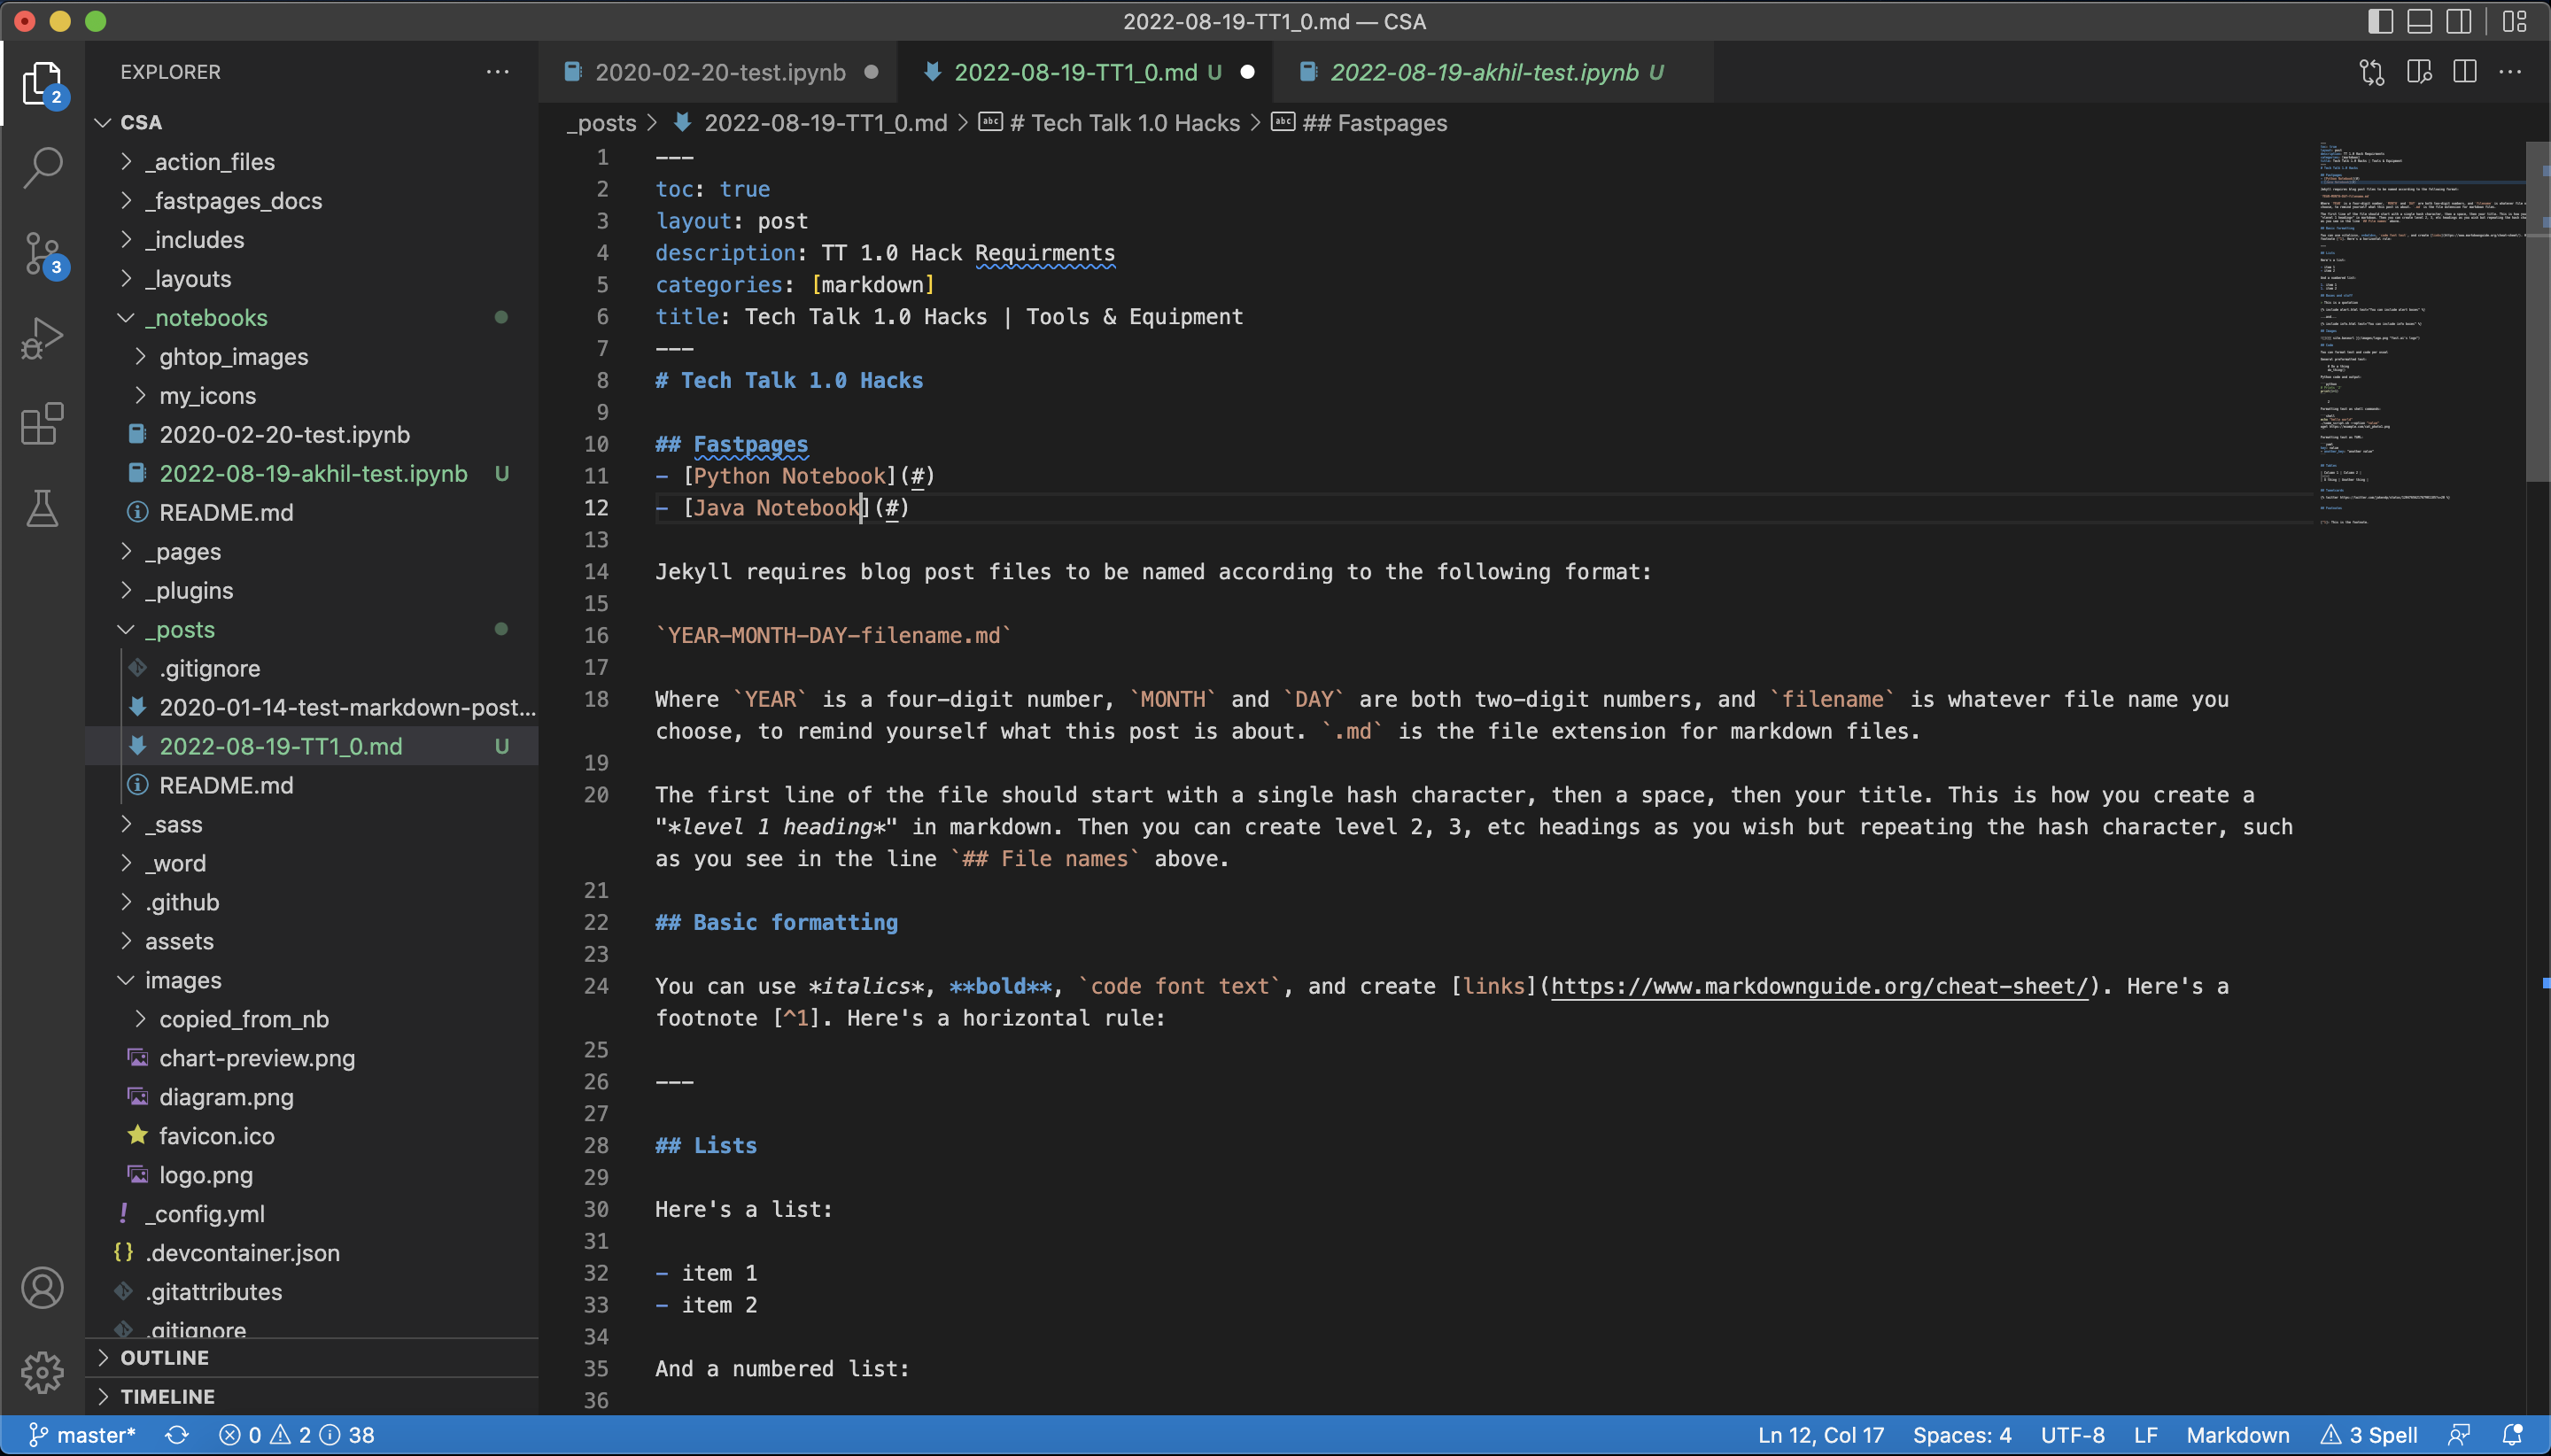 2022-08-19-TT1_0.md — CSA
2
3
EXPLORER
CSA
_action_files
_fastpages_docs
_includes
_layouts
_notebooks
ghtop_images
my_icons
2020-02-20-test.ipynb
2022-08-19-akhil-test.ipynb U
README.md
_pages
_plugins
_posts
.gitignore
2020-01-14-test-markdown-post...
2022-08-19-TT1_0.md U
README.md
_sass
_word
.github
assets
images
copied_from_nb
chart-preview.png
diagram.png
favicon.ico
logo.png
_config.yml
.devcontainer.json
.gitattributes
.gitignore
OUTLINE
TIMELINE
2020-02-20-test.ipynb 2022-08-19-TT1_0.md U 2022-08-19-akhil-test.ipynb U
_posts > 2022-08-19-TT1_0.md > # Tech Talk 1.0 Hacks > ## Fastpages
1 ---
2 toc: true
3 layout: post
4 description: TT 1.0 Hack Requirments
5 categories: [markdown]
6 title: Tech Talk 1.0 Hacks | Tools & Equipment
7 ---
8 # Tech Talk 1.0 Hacks
9
10 ## Fastpages
11 - [Python Notebook](#)
12 - [Java Notebook](#)
13
14 Jekyll requires blog post files to be named according to the following format:
15
16 `YEAR-MONTH-DAY-filename.md`
17
18 Where `YEAR` is a four-digit number, `MONTH` and `DAY` are both two-digit numbers, and `filename` is whatever file name you
choose, to remind yourself what this post is about. `.md` is the file extension for markdown files.
19
20 The first line of the file should start with a single hash character, then a space, then your title. This is how you create a
"*level 1 heading*" in markdown. Then you can create level 2, 3, etc headings as you wish but repeating the hash character, such
as you see in the line `## File names` above.
21
22 ## Basic formatting
23
24 You can use *italics*, **bold**, `code font text`, and create [links](https://www.markdownguide.org/cheat-sheet/). Here's a
footnote [^1]. Here's a horizontal rule:
25
26 ---
27
28 ## Lists
29
30 Here's a list:
31
32 - item 1
33 - item 2
34
35 And a numbered list:
36
master* 0 2 38 Ln 12, Col 17 Spaces: 4 UTF-8 LF Markdown 3 Spell